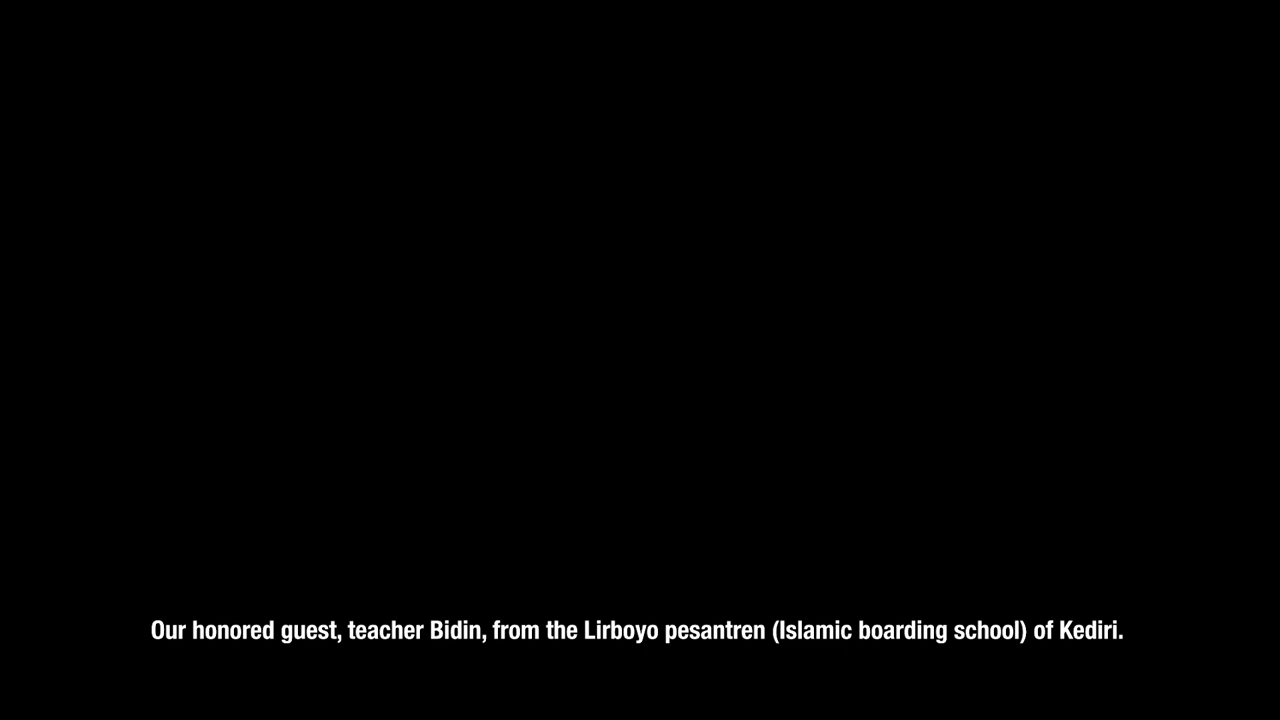 Our honored guest, teacher Bidin, from the Lirboyo pesantren (Islamic boarding school) of Kediri.